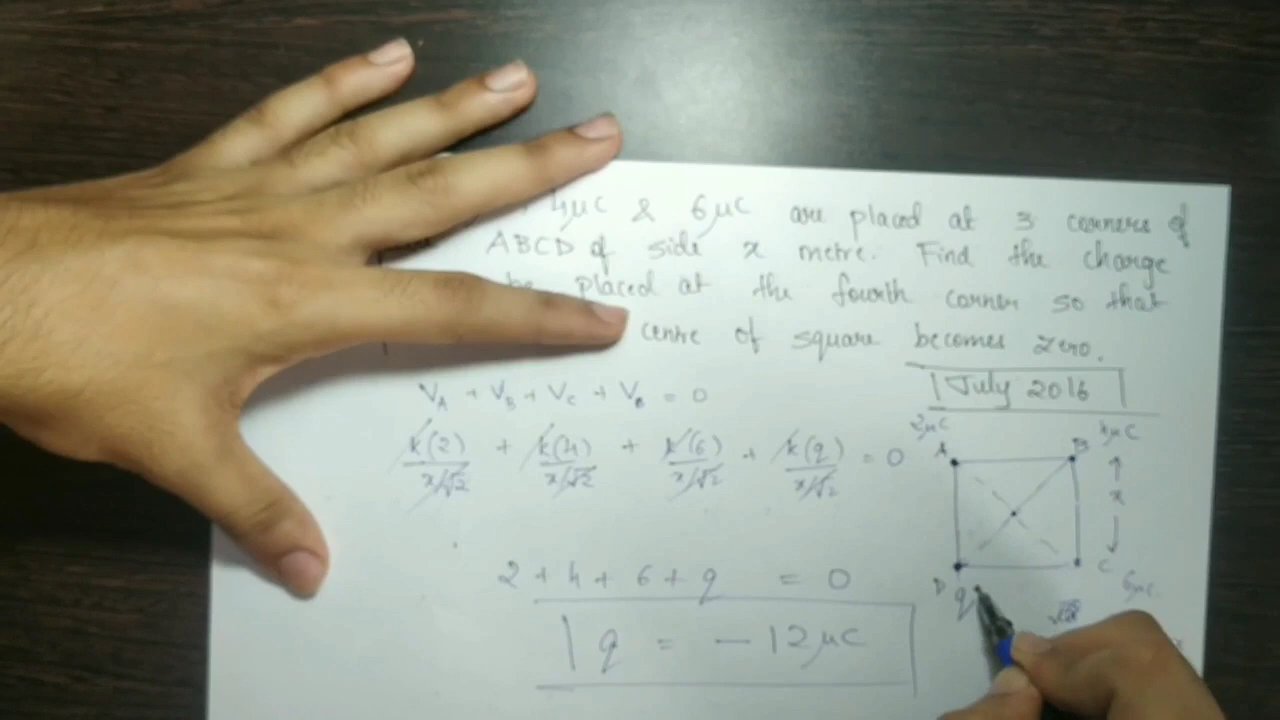 4μC & 6μC are placed at 3 corners of
ABCD of side x metre. Find the charge
be placed at the fourth corner so that
centre of square becomes zero.
July 2016
V_A + V_B + V_C + V_D = 0
k(2)/x/√2 + k(4)/x/√2 + k(6)/x/√2 + k(q)/x/√2 = 0
2μC
4μC
A
B
x
2 + 4 + 6 + q = 0
D
C
6μC
q
√2
q = - 12μC